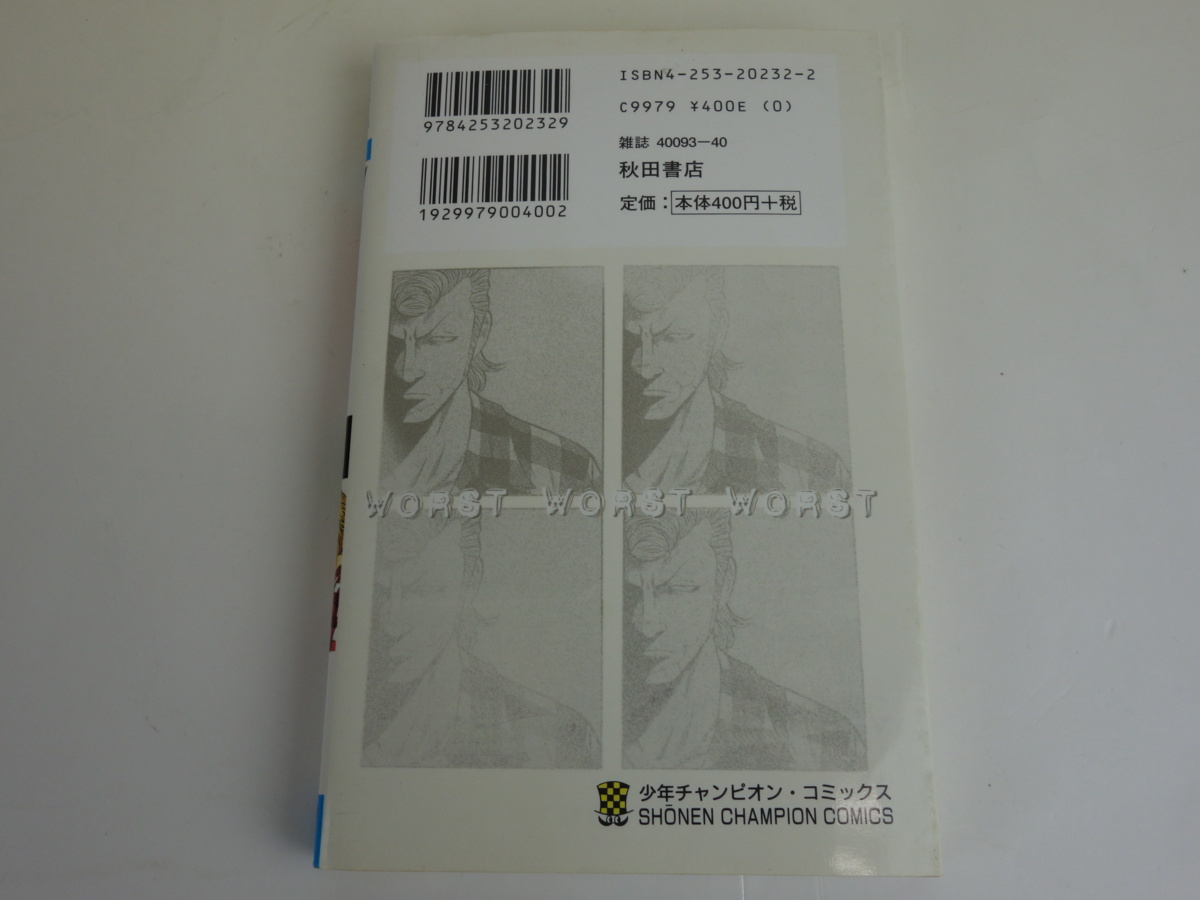 9784253202329
1929979004002
ISBN4-253-20232-2
C9979 ¥400E (0)
雑誌 40093-40
秋田書店
定価：本体400円＋税
WORST WORST WORST
少年チャンピオン・コミックス
SHŌNEN CHAMPION COMICS